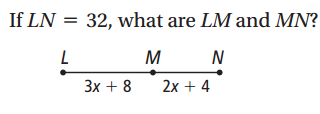 If LN = 32, what are LM and MN?
L M N
3x + 8 2x + 4